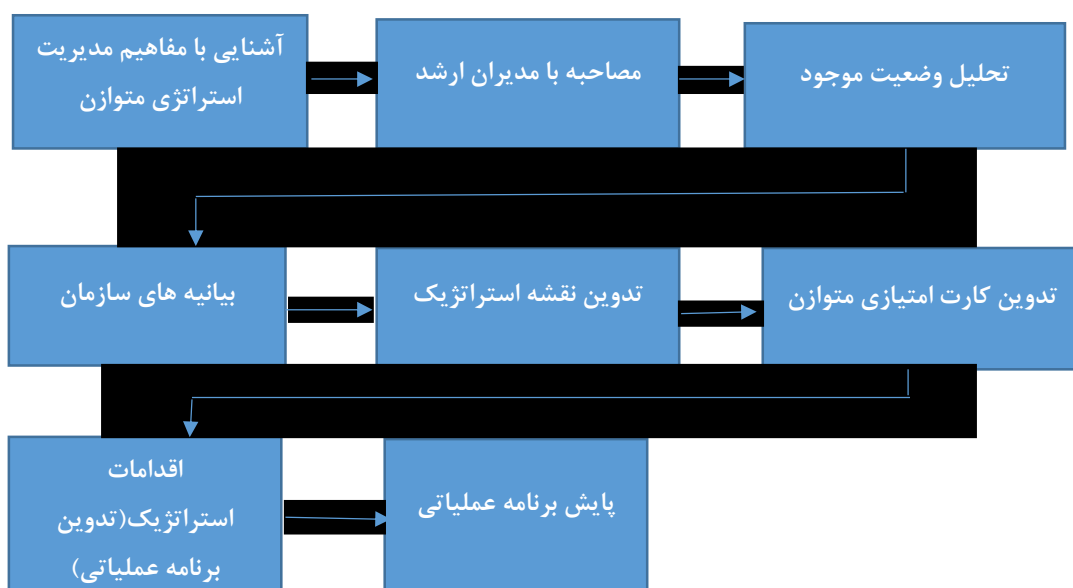 آشنایی با مفاهیم مدیریت
استراتژی متوازن
مصاحبه با مدیران ارشد
تحلیل وضعیت موجود
بیانیه های سازمان
تدوین نقشه استراتژیک
تدوین کارت امتیازی متوازن
اقدامات
استراتژیک(تدوین
برنامه عملیاتی)
پایش برنامه عملیاتی